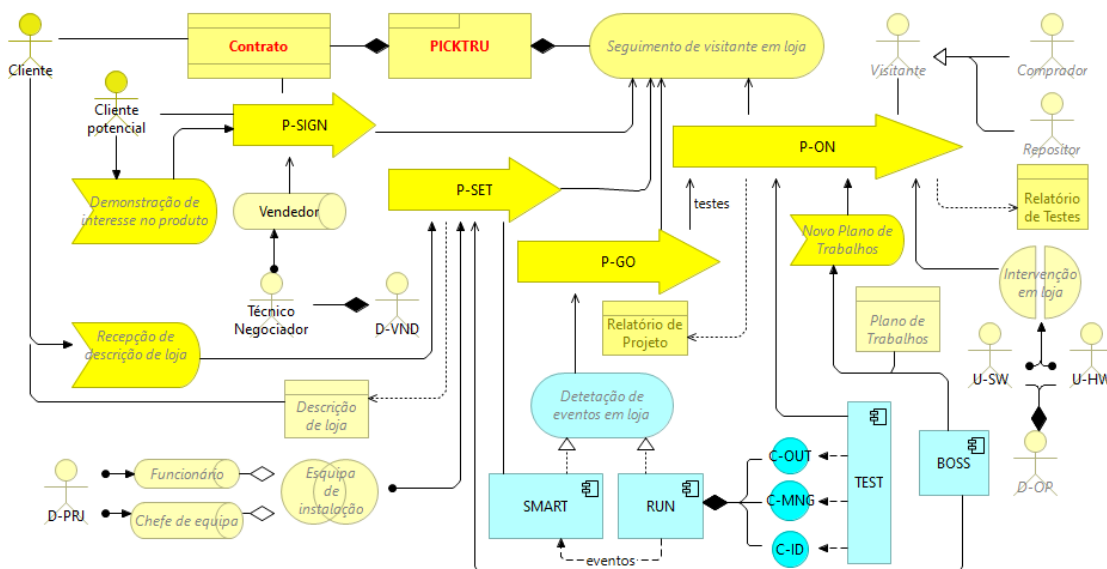 Cliente
Contrato
PICKTRU
Seguimento de visitante em loja
Visitante
Comprador
Cliente
potencial
P-SIGN
P-ON
Repositor
Demonstração de
interesse no produto
Vendedor
P-SET
testes
Novo Plano de
Trabalhos
Relatório
de Testes
P-GO
Intervenção
em loja
Técnico
Negociador
D-VND
Relatório de
Projeto
Plano de
Trabalhos
Recepção de
descrição de loja
U-SW
U-HW
Descrição
de loja
Detetação de
eventos em loja
D-OP
Funcionário
Equipa
de
instalação
D-PRJ
Chefe de equipa
SMART
RUN
C-OUT
C-MNG
C-ID
TEST
BOSS
eventos